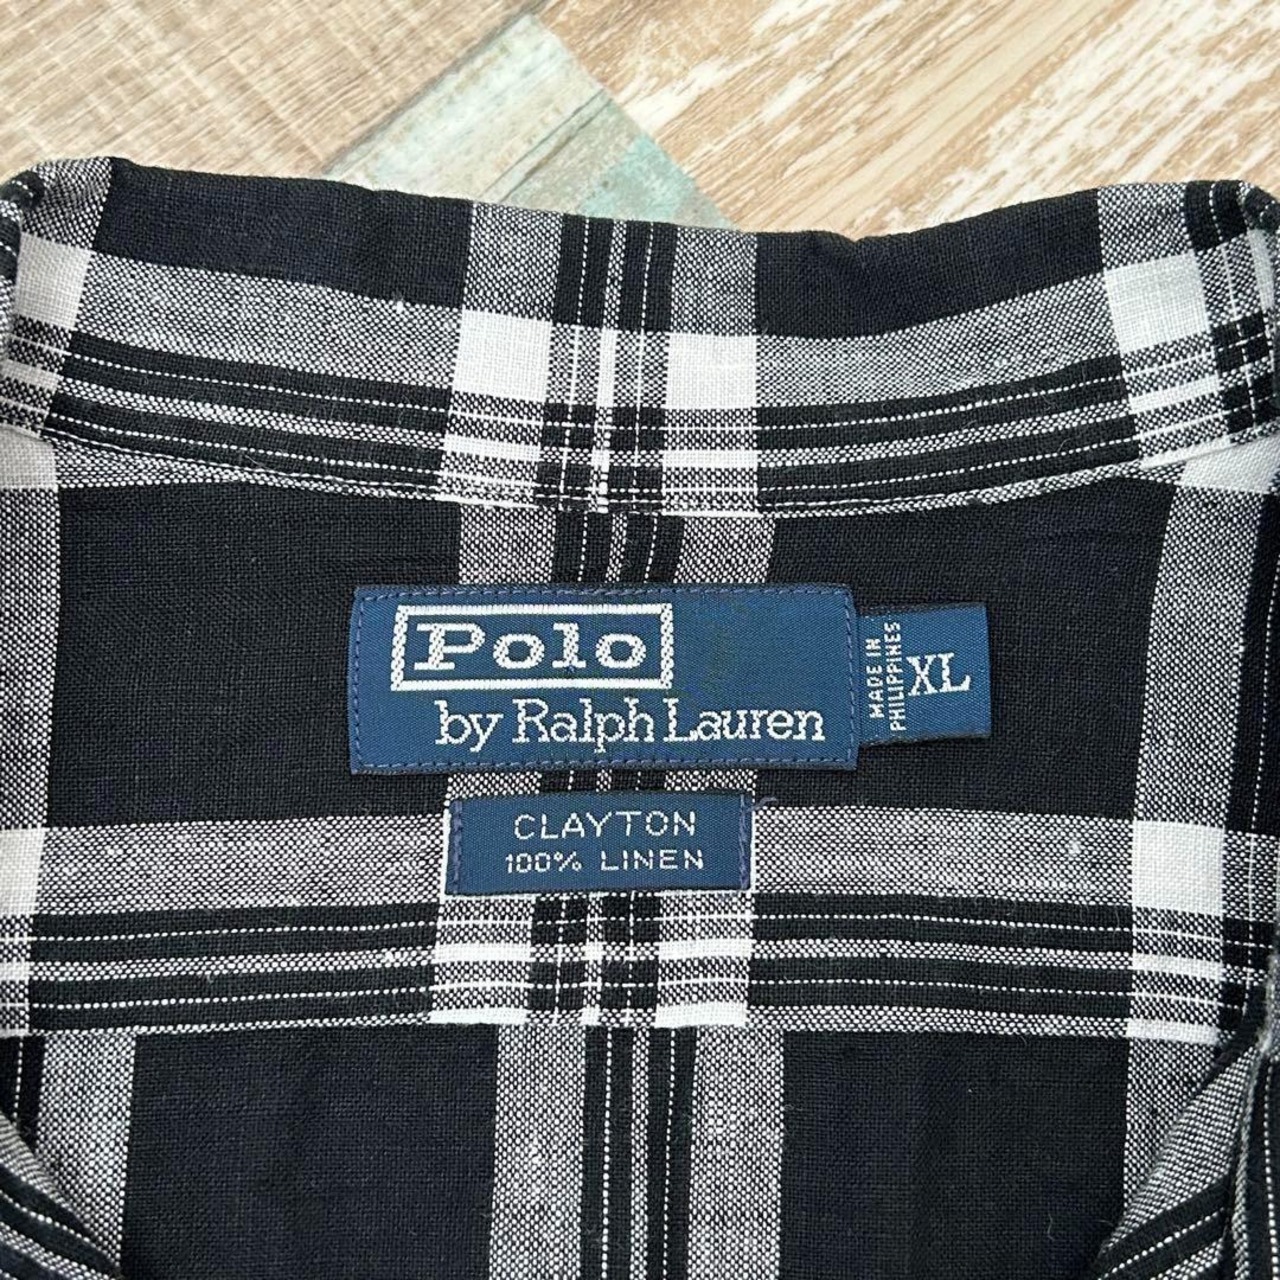 Polo
by Ralph Lauren
MADE IN
PHILIPPINES
XL
CLAYTON
100% LINEN